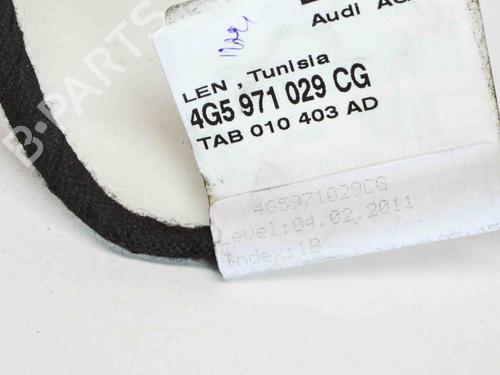 Audi AG
LEN , Tunisia
4G5 971 029 CG
TAB 010 403 AD
4G5971029CG
Level:04.02.2011
Index:18
B-PARTS